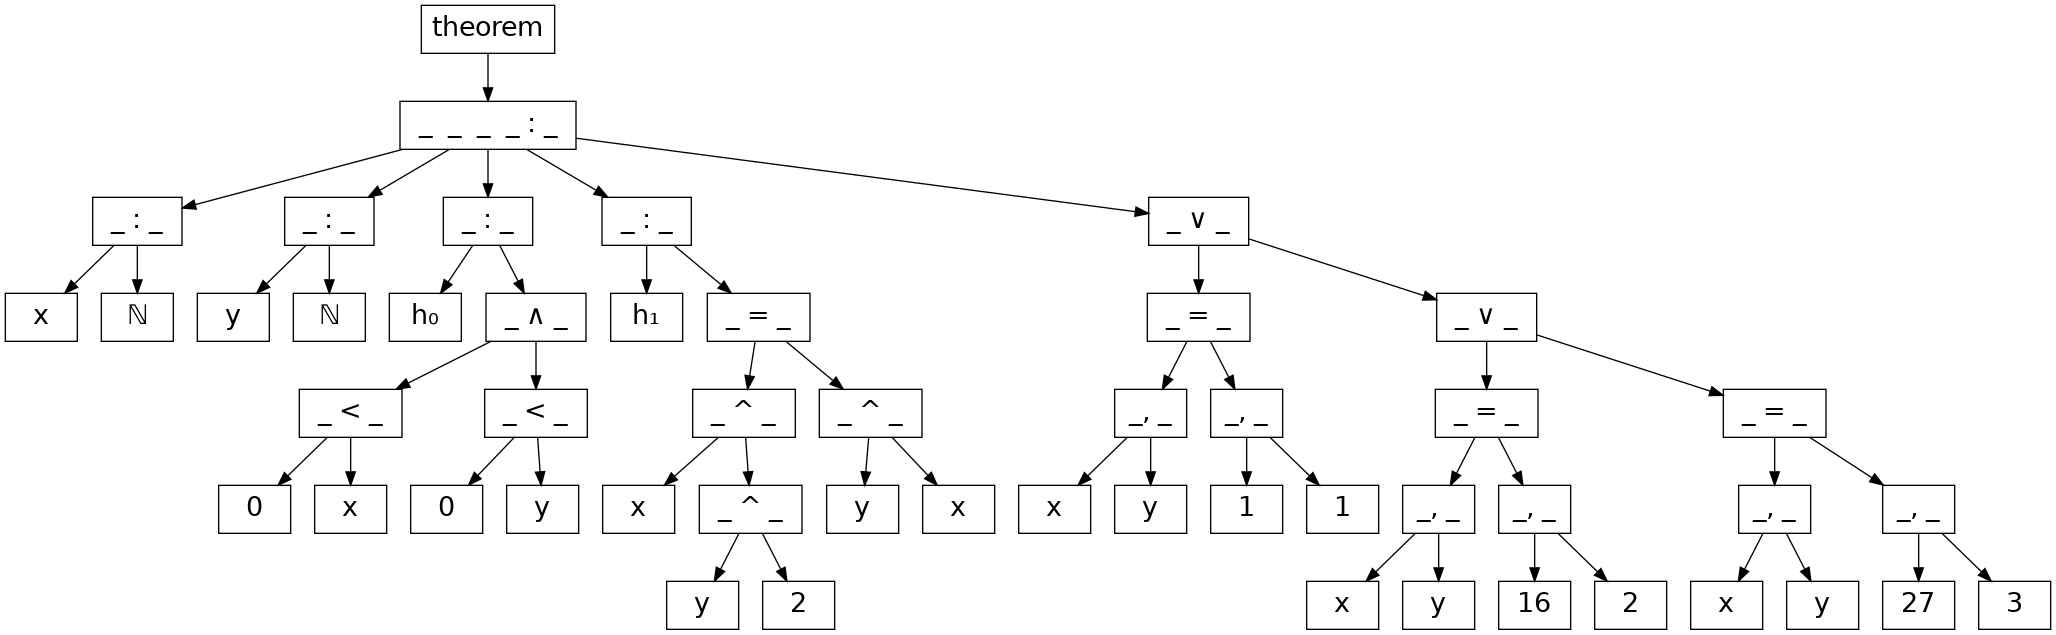 theorem
_ _ _ _ : _
_ : _ _ : _ _ : _ _ : _ _ ∨ _
x ℕ y ℕ h₀ _ ∧ _ h₁ _ = _ _ = _ _ ∨ _
_ < _ _ < _ _ ^ _ _ ^ _ _, _ _, _ _ = _ _ = _
0 x 0 y x _ ^ _ y x x y 1 1 _, _ _, _ _, _ _, _
y 2 x y 16 2 x y 27 3